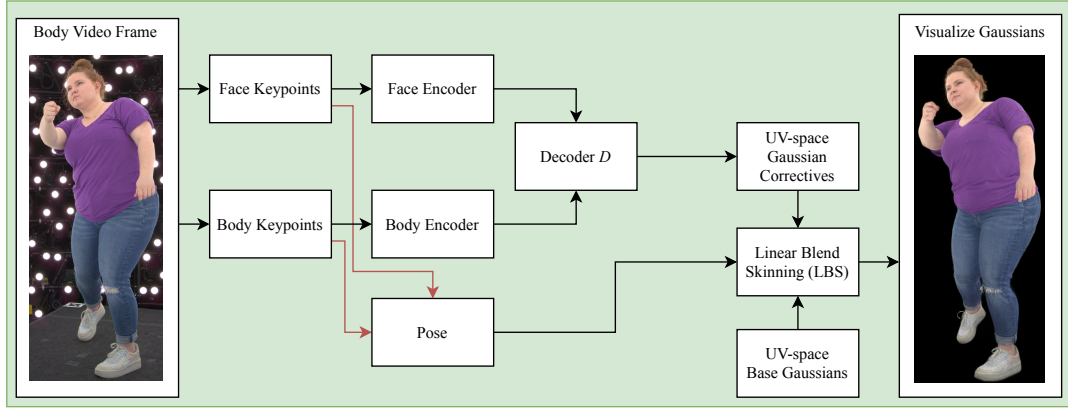 Body Video Frame
Face Keypoints
Face Encoder
Decoder D
Body Keypoints
Body Encoder
Pose
UV-space
Gaussian
Correctives
Linear Blend
Skinning (LBS)
UV-space
Base Gaussians
Visualize Gaussians